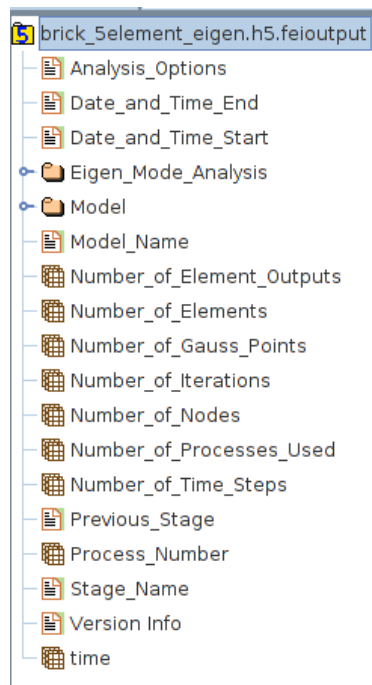 brick_5element_eigen.h5.feioutput
Analysis_Options
Date_and_Time_End
Date_and_Time_Start
Eigen_Mode_Analysis
Model
Model_Name
Number_of_Element_Outputs
Number_of_Elements
Number_of_Gauss_Points
Number_of_Iterations
Number_of_Nodes
Number_of_Processes_Used
Number_of_Time_Steps
Previous_Stage
Process_Number
Stage_Name
Version Info
time